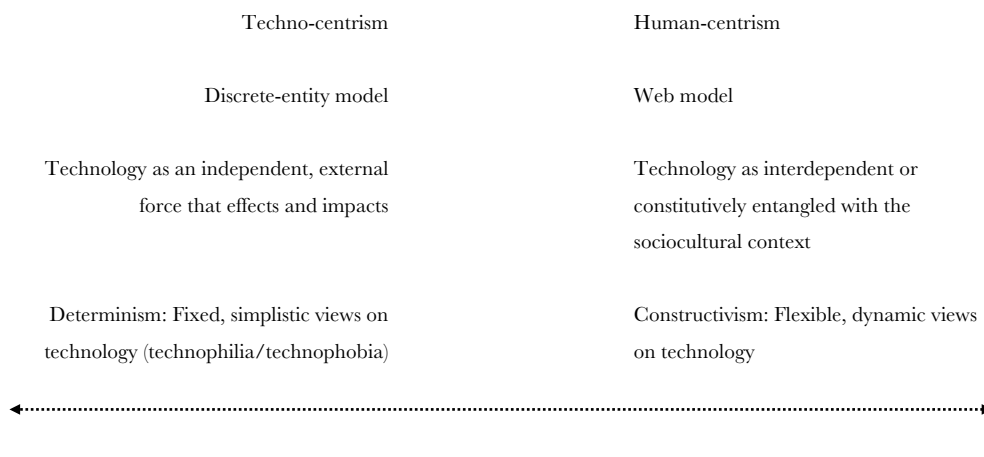 Techno-centrism
Human-centrism
Discrete-entity model
Web model
Technology as an independent, external
force that effects and impacts
Technology as interdependent or
constitutively entangled with the
sociocultural context
Determinism: Fixed, simplistic views on
technology (technophilia/technophobia)
Constructivism: Flexible, dynamic views
on technology